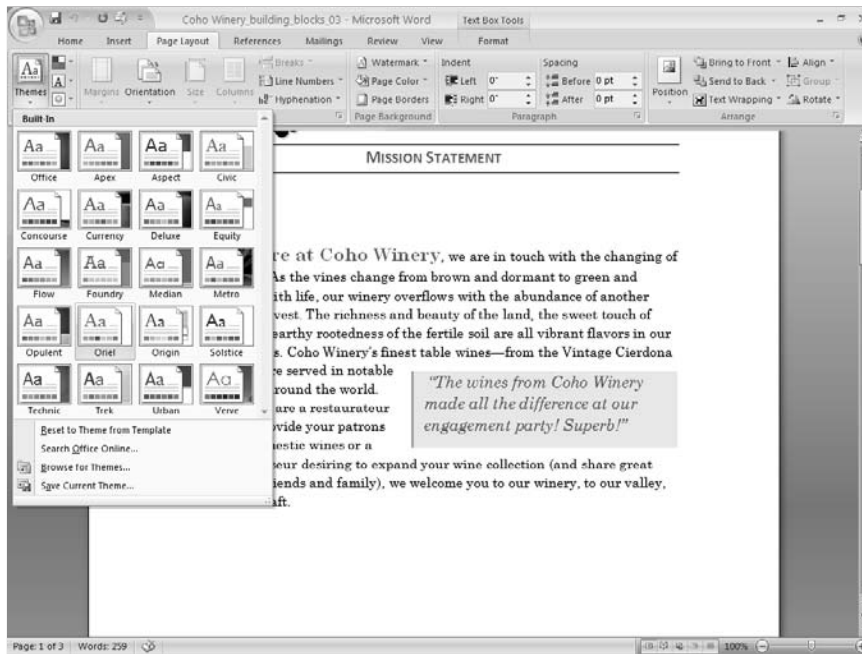 Coho Winery_building_blocks_03 - Microsoft Word
Text Box Tools
Home Insert Page Layout References Mailings Review View Format
Themes
Margins Orientation Size Columns
Breaks
Line Numbers
Hyphenation
Watermark
Page Color
Page Borders
Page Background
Indent
Left 0"
Right 0"
Spacing
Before 0 pt
After 0 pt
Paragraph
Position
Bring to Front
Send to Back
Text Wrapping
Align
Group
Rotate
Arrange
Built-In
Office Apex Aspect Civic
Concourse Currency Deluxe Equity
Flow Foundry Median Metro
Opulent Oriel Origin Solstice
Technic Trek Urban Verve
Reset to Theme from Template
Search Office Online...
Browse for Themes...
Save Current Theme...
MISSION STATEMENT
re at Coho Winery, we are in touch with the changing of
As the vines change from brown and dormant to green and
ith life, our winery overflows with the abundance of another
vest. The richness and beauty of the land, the sweet touch of
earthy rootedness of the fertile soil are all vibrant flavors in our
s. Coho Winery's finest table wines—from the Vintage Cierdona
re served in notable
round the world.
are a restaurateur
ovide your patrons
nestic wines or a
"The wines from Coho Winery
made all the difference at our
engagement party! Superb!"
seur desiring to expand your wine collection (and share great
iends and family), we welcome you to our winery, to our valley,
aft.
Page: 1 of 3 Words: 259
100%